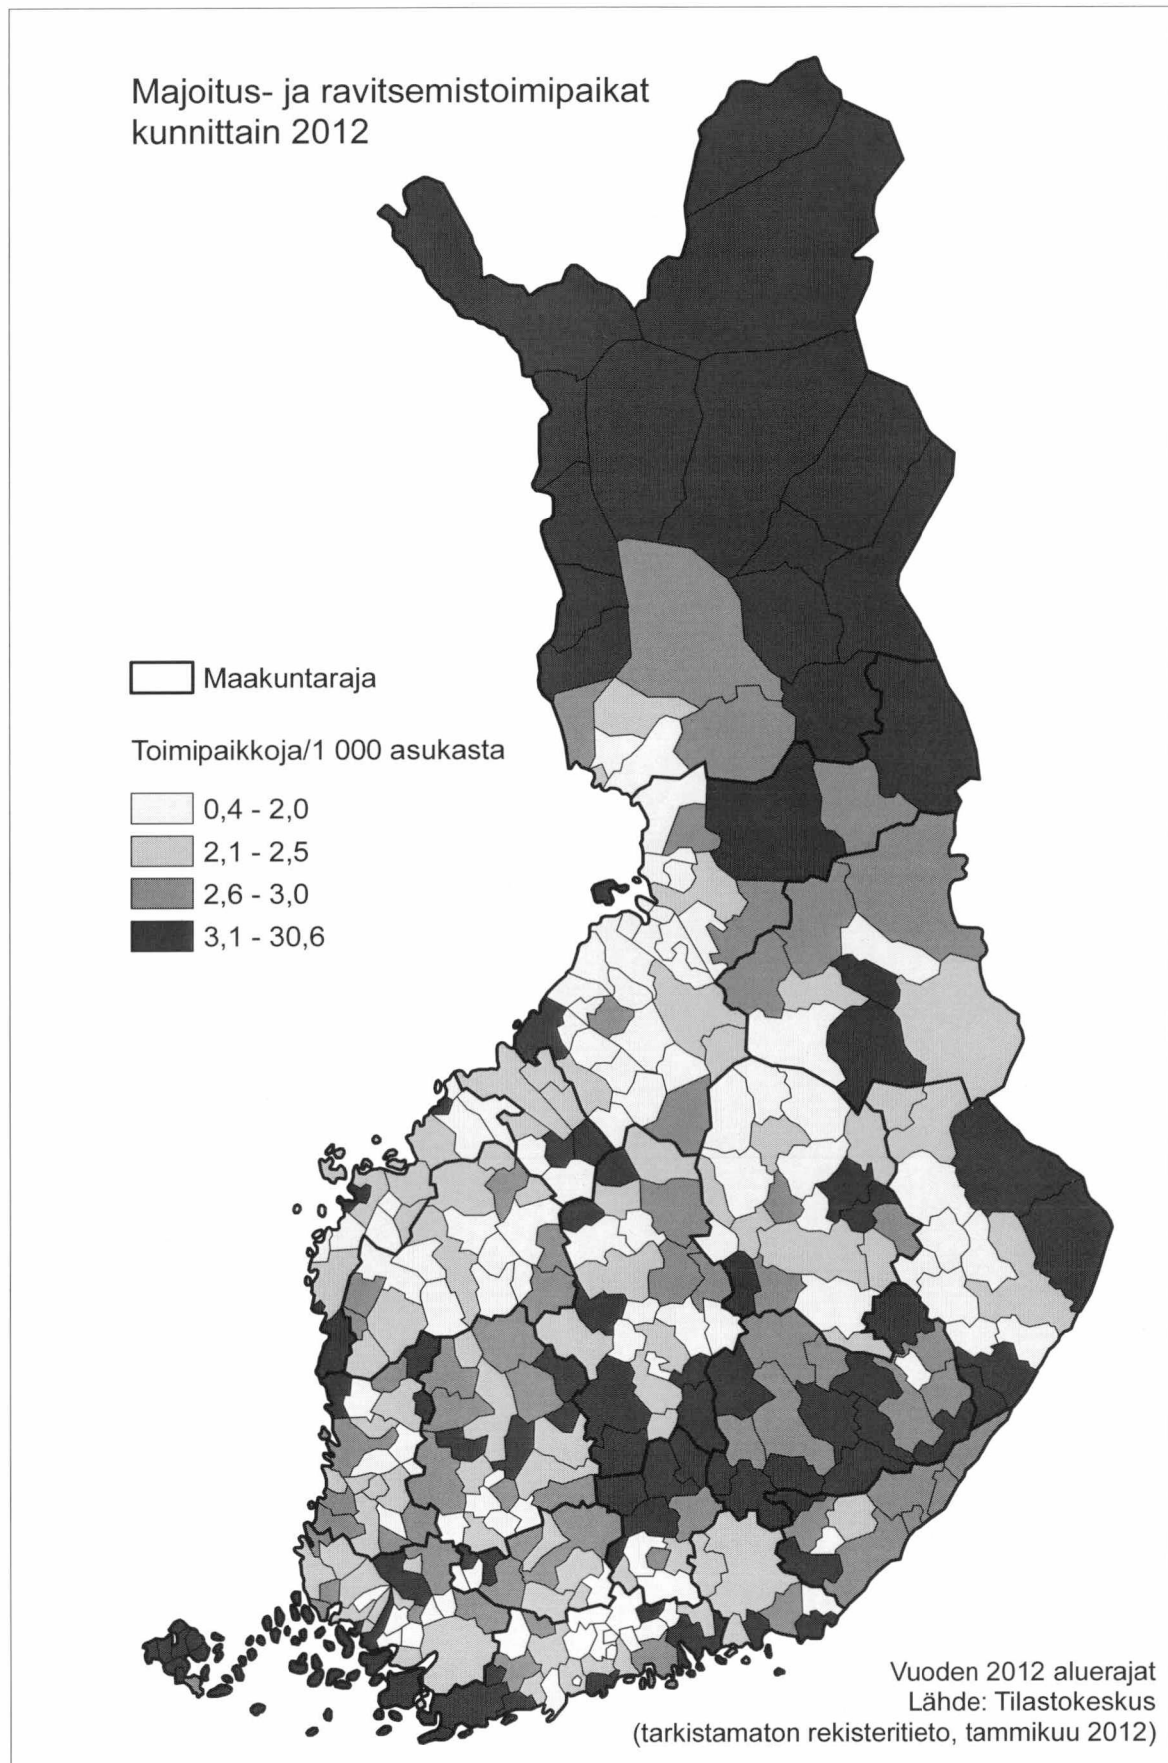 Majoitus- ja ravitsemistoimipaikat
kunnittain 2012
Maakuntaraja
Toimipaikkoja/1 000 asukasta
0,4 - 2,0
2,1 - 2,5
2,6 - 3,0
3,1 - 30,6
Vuoden 2012 aluerajat
Lähde: Tilastokeskus
(tarkistamaton rekisteritieto, tammikuu 2012)